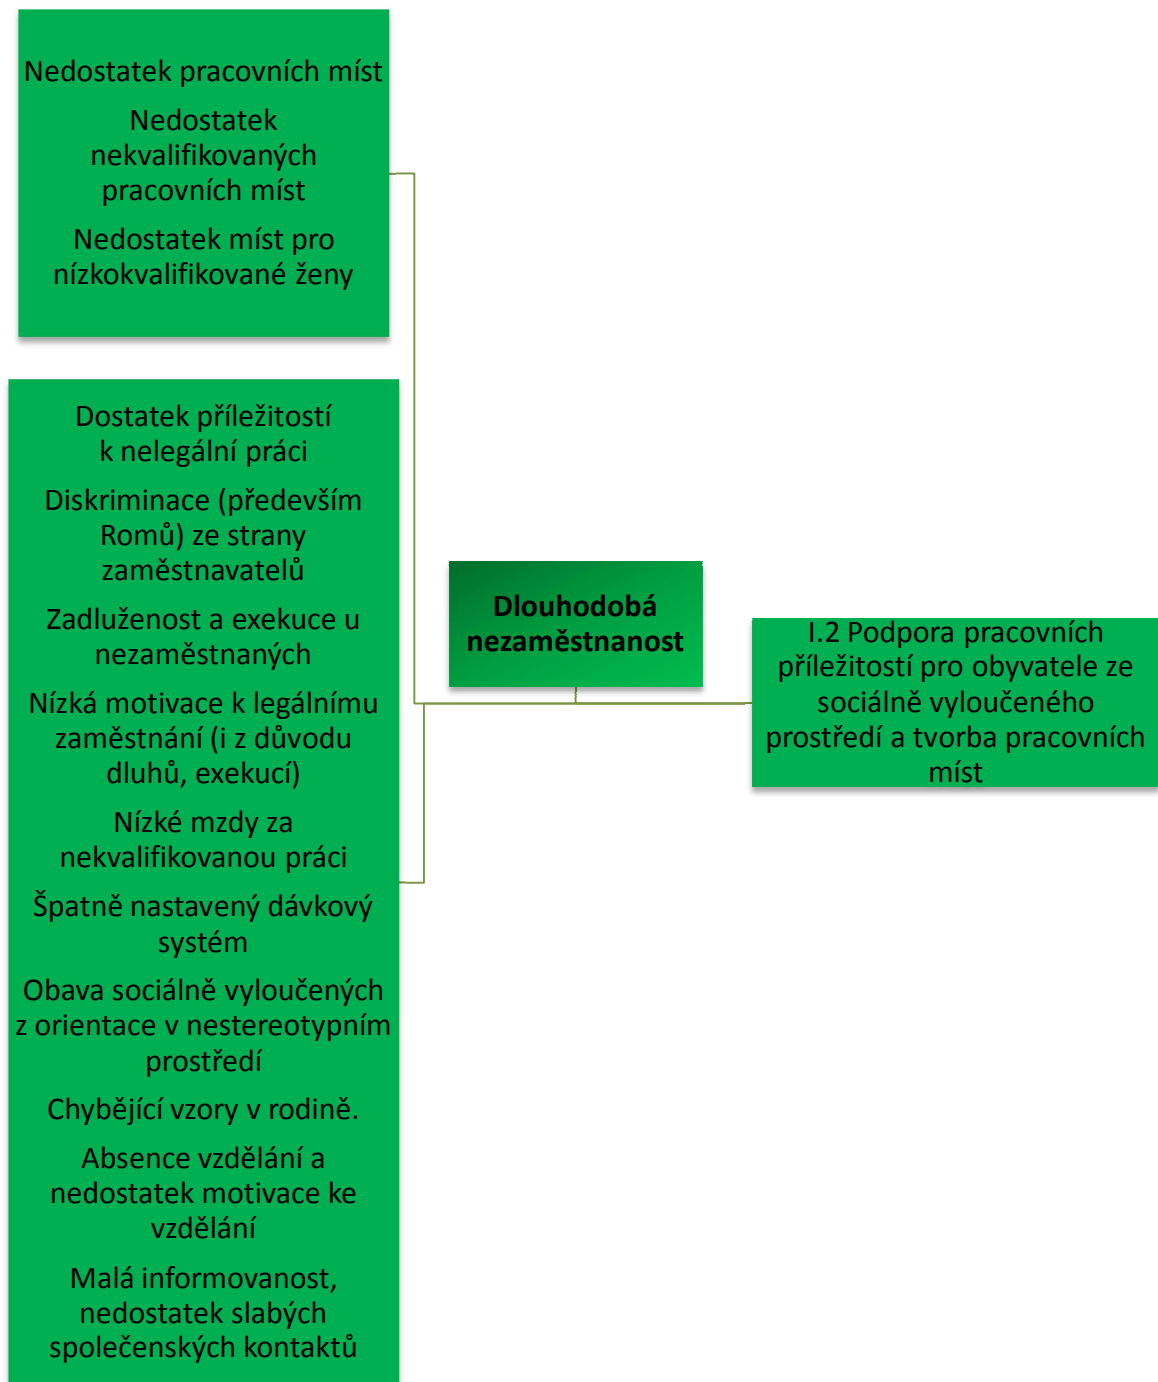 Nedostatek pracovních míst
Nedostatek
nekvalifikovaných
pracovních míst
Nedostatek míst pro
nízkokvalifikované ženy
Dostatek příležitostí
k nelegální práci
Diskriminace (především
Romů) ze strany
zaměstnavatelů
Zadluženost a exekuce u
nezaměstnaných
Nízká motivace k legálnímu
zaměstnání (i z důvodu
dluhů, exekucí)
Nízké mzdy za
nekvalifikovanou práci
Špatně nastavený dávkový
systém
Obava sociálně vyloučených
z orientace v nestereotypním
prostředí
Chybějící vzory v rodině.
Absence vzdělání a
nedostatek motivace ke
vzdělání
Malá informovanost,
nedostatek slabých
společenských kontaktů
Dlouhodobá
nezaměstnanost
I.2 Podpora pracovních
příležitostí pro obyvatele ze
sociálně vyloučeného
prostředí a tvorba pracovních
míst